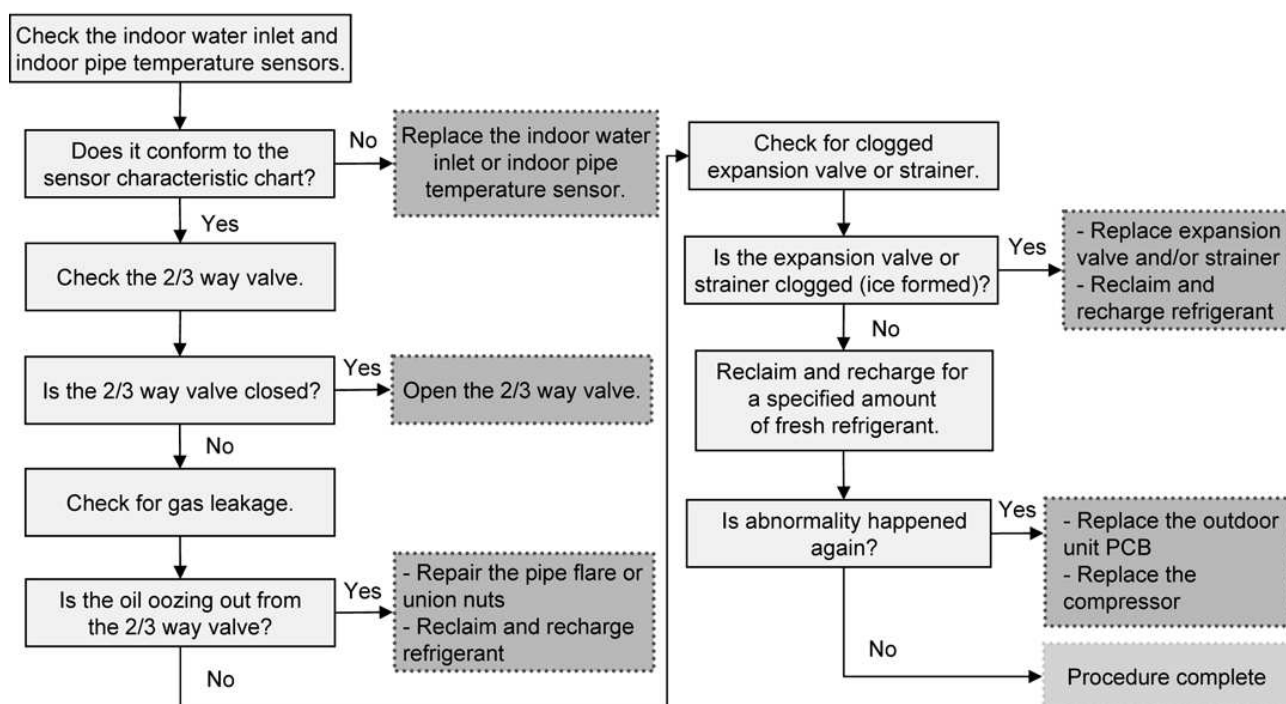 Check the indoor water inlet and
indoor pipe temperature sensors.
Does it conform to the
sensor characteristic chart?
No
Replace the indoor water
inlet or indoor pipe
temperature sensor.
Yes
Check the 2/3 way valve.
Is the 2/3 way valve closed?
Yes
Open the 2/3 way valve.
No
Check for gas leakage.
Is the oil oozing out from
the 2/3 way valve?
Yes
- Repair the pipe flare or
union nuts
- Reclaim and recharge
refrigerant
No
Check for clogged
expansion valve or strainer.
Is the expansion valve or
strainer clogged (ice formed)?
Yes
- Replace expansion
valve and/or strainer
- Reclaim and
recharge refrigerant
No
Reclaim and recharge for
a specified amount
of fresh refrigerant.
Is abnormality happened
again?
Yes
- Replace the outdoor
unit PCB
- Replace the
compressor
No
Procedure complete